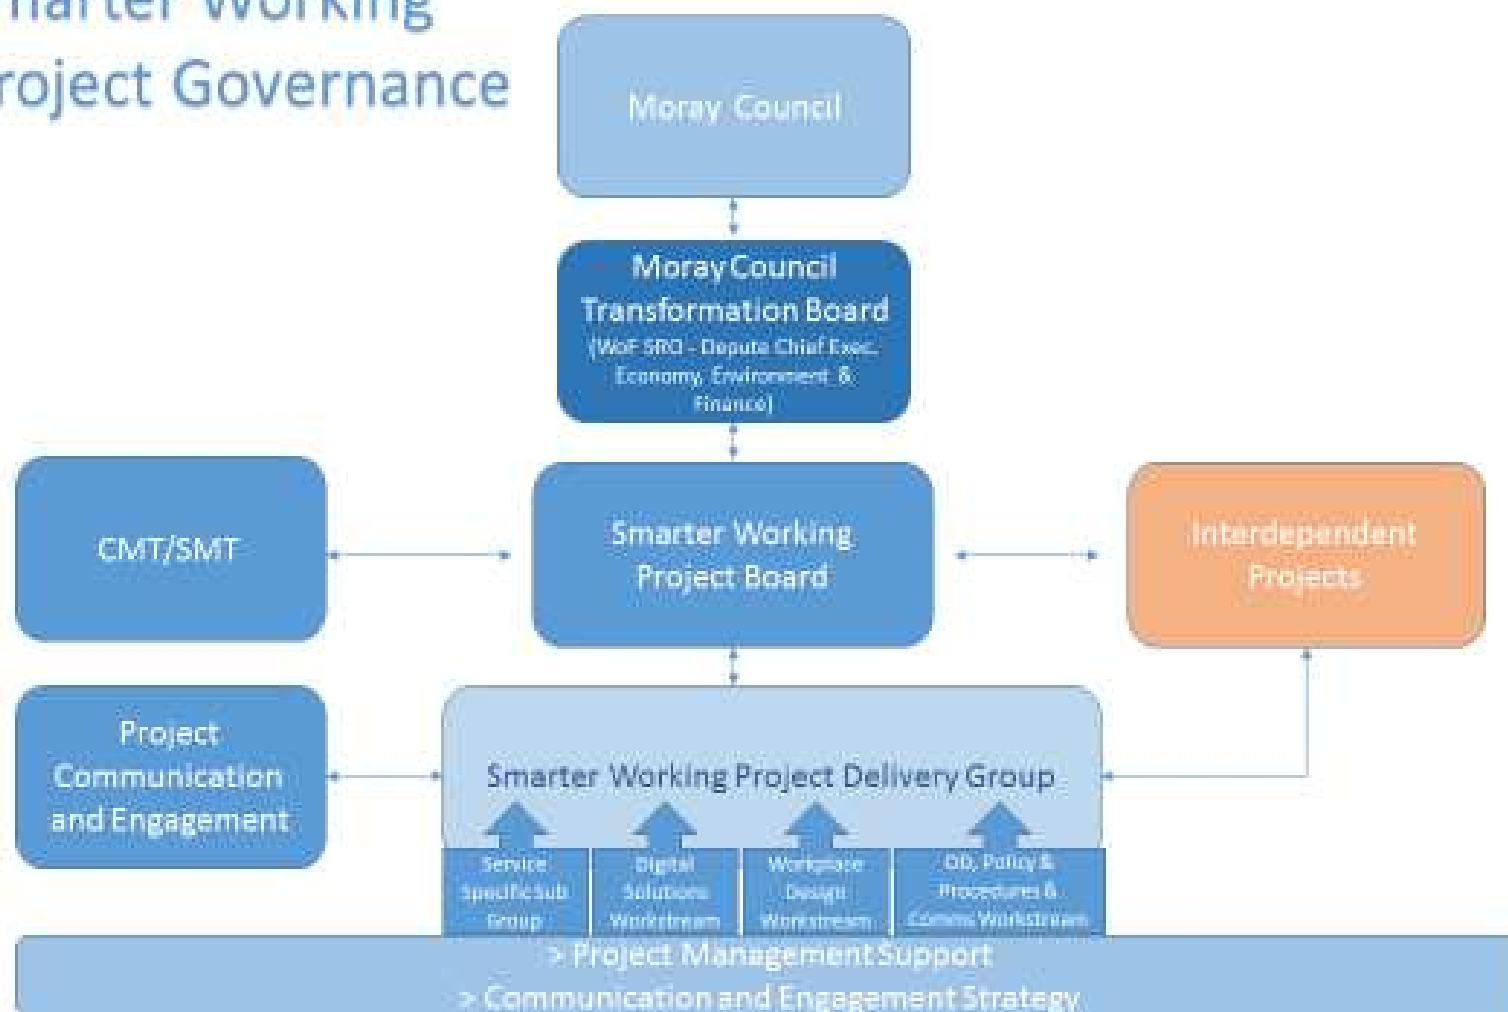 marter Working
roject Governance
Moray Council
Moray Council
Transformation Board
(WoF SRO - Depute Chief Exec.
Economy, Environment &
Finance)
CMT/SMT
Smarter Working
Project Board
Interdependent
Projects
Project
Communication
and Engagement
Smarter Working Project Delivery Group
Service
Specific Sub
Group
Digital
Solutions
Workstream
Workplace
Design
Workstream
OD, Policy &
Procedures &
Comms Workstream
> Project Management Support
> Communication and Engagement Strategy